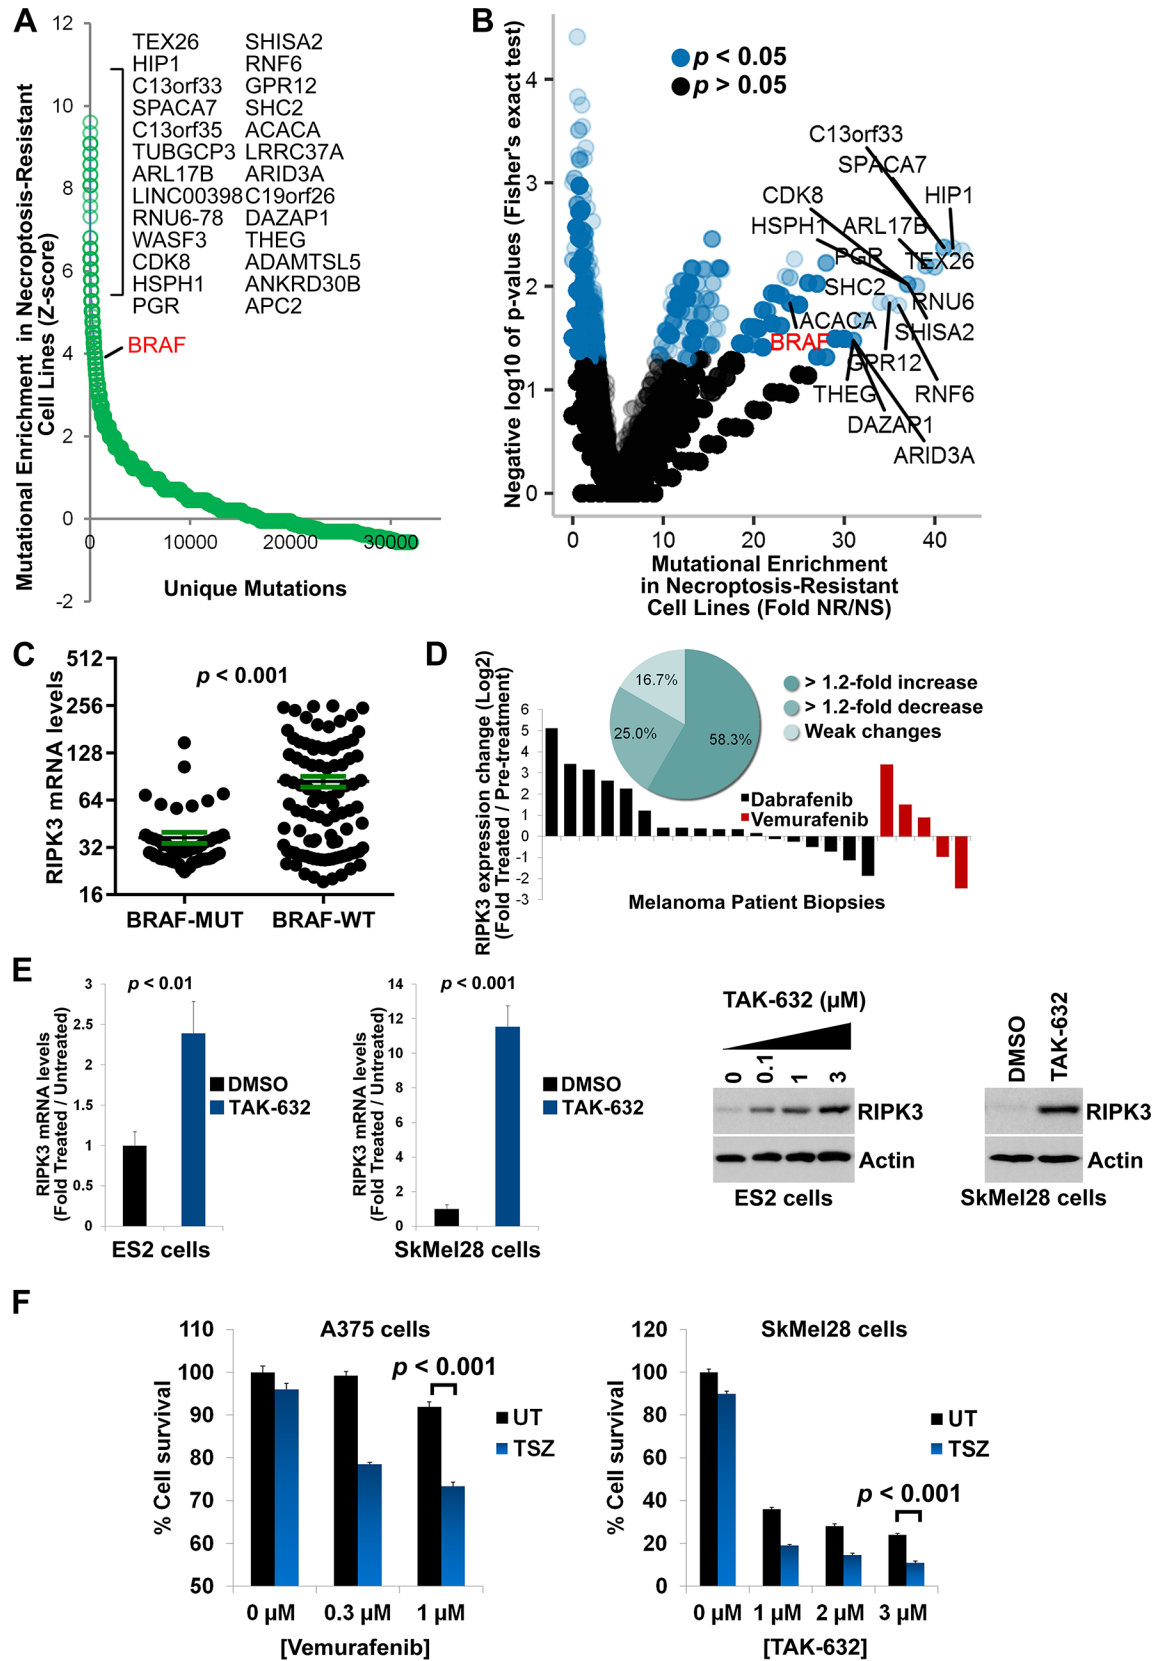 A
12
10
8
6
4
2
0
-2
Mutational Enrichment in Necroptosis-Resistant
Cell Lines (Z-score)
TEX26 SHISA2
HIP1 RNF6
C13orf33 GPR12
SPACA7 SHC2
C13orf35 ACACA
TUBGCP3 LRRC37A
ARL17B ARID3A
LINC00398 C19orf26
RNU6-78 DAZAP1
WASF3 THEG
CDK8 ADAMTSL5
HSPH1 ANKRD30B
PGR APC2
BRAF
0 10000 20000 30000
Unique Mutations
B
Negative log10 of p-values (Fisher's exact test)
4
3
2
1
0
p < 0.05
p > 0.05
C13orf33
SPACA7
CDK8
HIP1
HSPH1
ARL17B
PGR
TEX26
SHC2
RNU6
ACACA
SHISA2
BRAF
GPR12
THEG
RNF6
DAZAP1
ARID3A
0 10 20 30 40
Mutational Enrichment
in Necroptosis-Resistant
Cell Lines (Fold NR/NS)
C
RIPK3 mRNA levels
512
256
128
64
32
16
p < 0.001
BRAF-MUT BRAF-WT
D
RIPK3 expression change (Log2)
(Fold Treated / Pre-treatment)
6
5
4
3
2
1
0
-1
-2
-3
16.7%
25.0%
58.3%
> 1.2-fold increase
> 1.2-fold decrease
Weak changes
Dabrafenib
Vemurafenib
Melanoma Patient Biopsies
E
RIPK3 mRNA levels
(Fold Treated / Untreated)
3
2.5
2
1.5
1
0.5
0
p < 0.01
DMSO
TAK-632
ES2 cells
RIPK3 mRNA levels
(Fold Treated / Untreated)
14
12
10
8
6
4
2
0
p < 0.001
DMSO
TAK-632
SkMel28 cells
TAK-632 (µM)
0 0.1 1 3
RIPK3
Actin
ES2 cells
DMSO TAK-632
RIPK3
Actin
SkMel28 cells
F
A375 cells
% Cell survival
110
100
90
80
70
60
50
p < 0.001
UT
TSZ
0 µM 0.3 µM 1 µM
[Vemurafenib]
SkMel28 cells
% Cell survival
120
100
80
60
40
20
0
UT
TSZ
p < 0.001
0 µM 1 µM 2 µM 3 µM
[TAK-632]